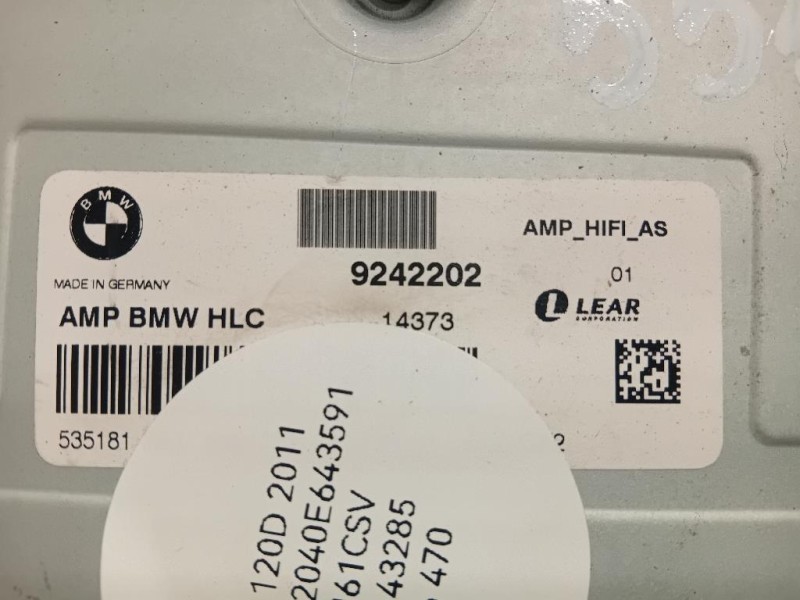 BMW
AMP_HIFI_AS
9242202
01
MADE IN GERMANY
LEAR
CORPORATION
AMP BMW HLC
14373
535181
2
120D 2011
2040E643591
61CSV
43285
470